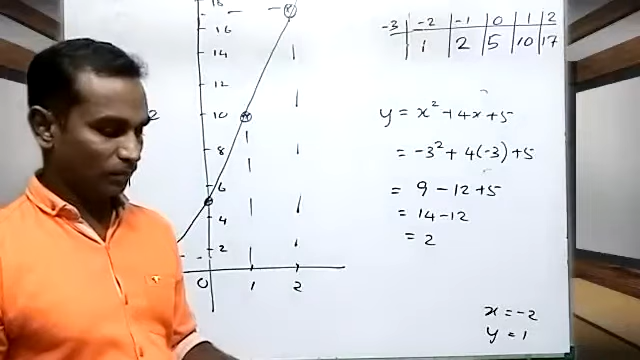 -3 -2 -1 0 1 2
1 2 5 10 17
y = x² + 4x + 5
= -3² + 4(-3) + 5
= 9 - 12 + 5
= 14 - 12
= 2
x = -2
y = 1
16
14
12
10
8
6
4
2
0 1 2